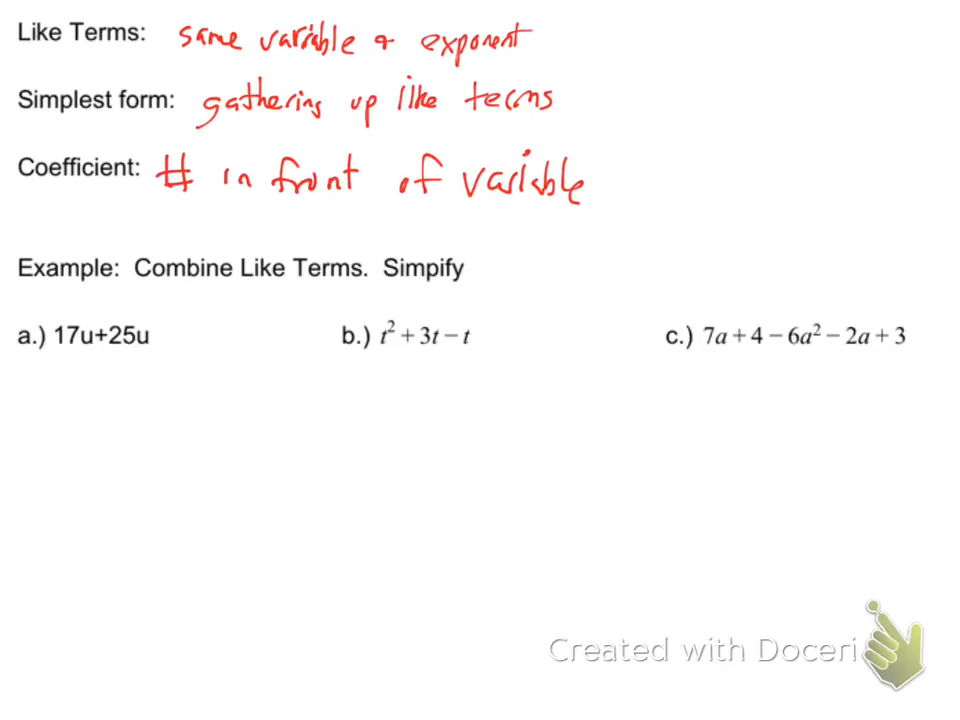 Like Terms: same variable & exponent
Simplest form: gathering up like terms
Coefficient: # in front of variable
Example: Combine Like Terms. Simpify
a.) 17u+25u b.) t² + 3t − t c.) 7a + 4 − 6a² − 2a + 3
Created with Doceri